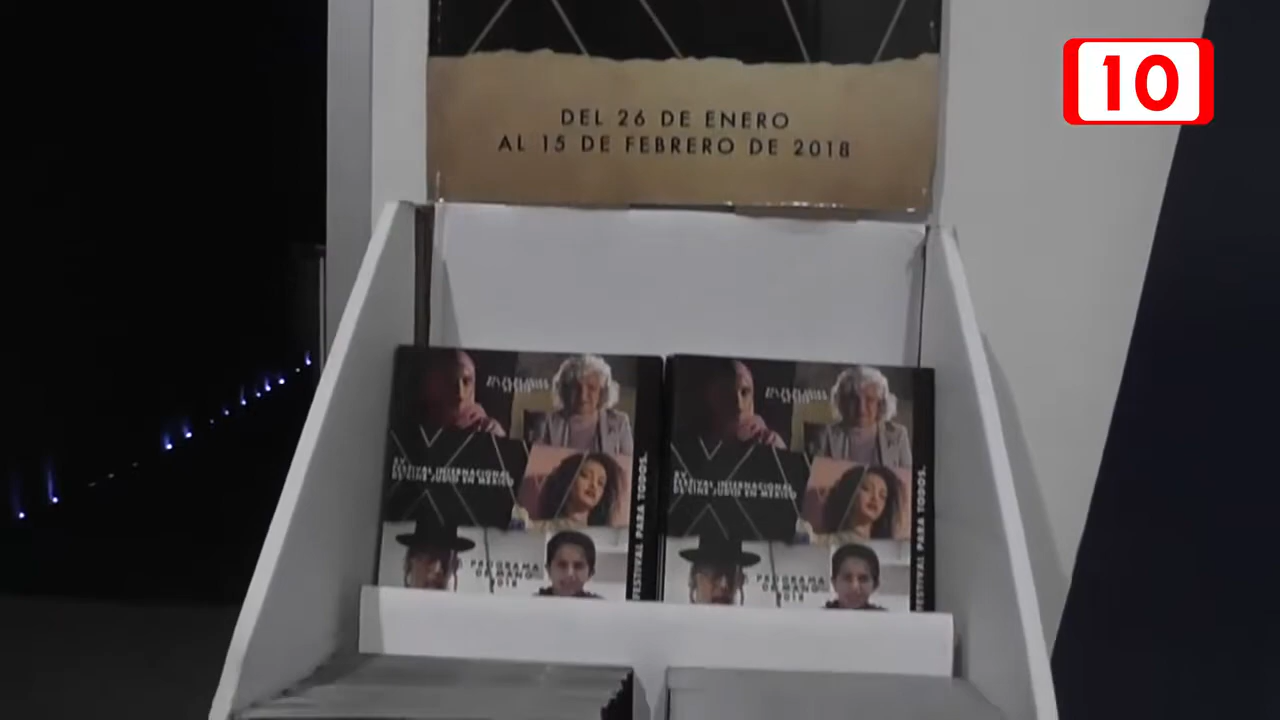 10
DEL 26 DE ENERO
AL 15 DE FEBRERO DE 2018
XV
FESTIVAL INTERNACIONAL
DE CINE JUDÍO EN MÉXICO
PROGRAMA
DE MANO
2018
FESTIVAL PARA TODOS.
XV
FESTIVAL INTERNACIONAL
DE CINE JUDÍO EN MÉXICO
PROGRAMA
DE MANO
2018
FESTIVAL PARA TODOS.